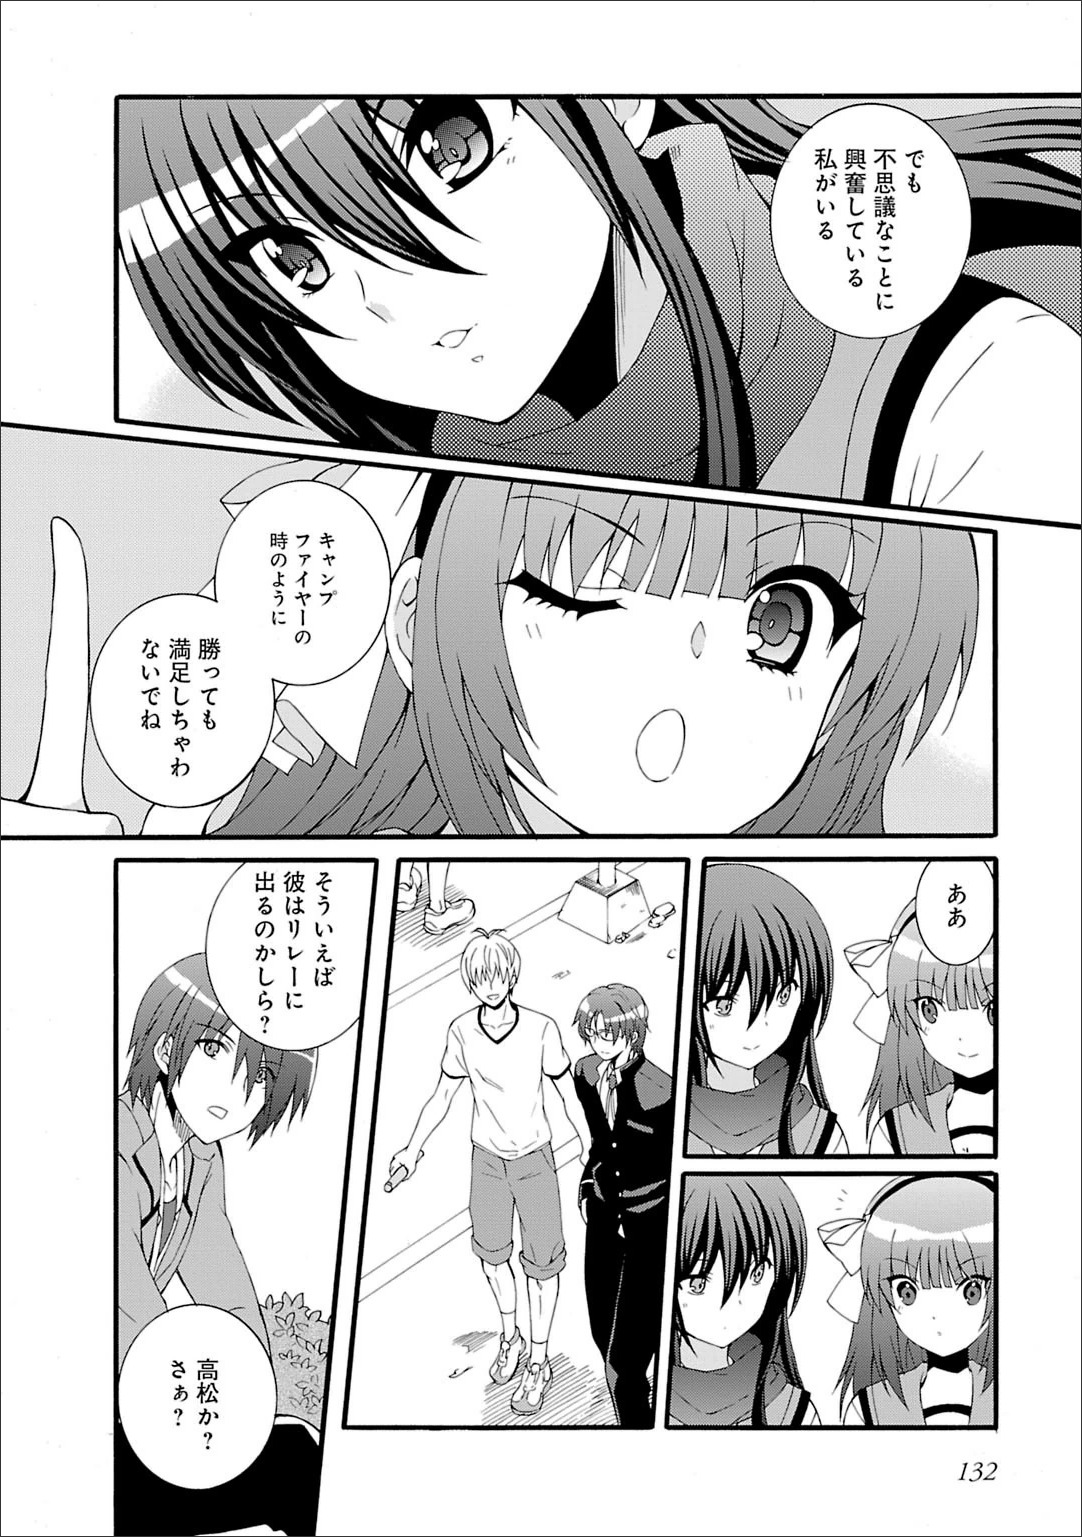 でも
不思議なことに
興奮している
私がいる
キャンプ
ファイヤーの
時のように
勝っても
満足しちゃわ
ないでね
ああ
そういえば
彼はリレーに
出るのかしら?
高松か?
さぁ?
132